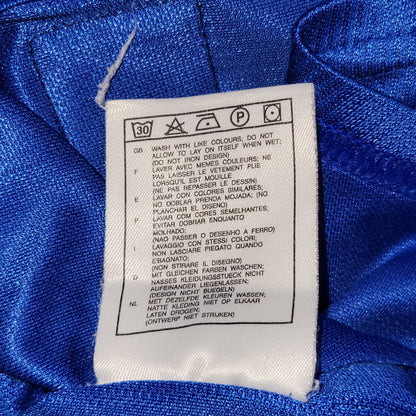 30 P
GB WASH WITH LIKE COLOURS; DO NOT
ALLOW TO LAY ON ITSELF WHEN WET;
(DO NOT IRON DESIGN)
F LAVER AVEC MEMES COULEURS; NE
PAS LAISSER LE VETEMENT PLIE
LORSQU'IL EST MOUILLE
(NE PAS REPASSER LE DESSIN)
E LAVAR CON COLORES SIMILARES;
NO DOBLAR PRENDA MOJADA; (NO
PLANCHAR EL DISENO)
P LAVAR COM CORES SEMELHANTES;
EVITAR DOBRAR ENQUANTO
MOLHADO;
(NAO PASSAR O DESENHO A FERRO)
I LAVAGGIO CON STESSI COLORI;
NON LASCIARE PIEGATO QUANDO
E'BAGNATO;
(NON STIRARE IL DISEGNO)
D MIT GLEICHEN FARBEN WASCHEN;
NASSES KLEIDUNGSSTUECK NICHT
AUFEINANDER LIEGENLASSEN;
(DESIGN NICHT BUEGELN)
NL MET DEZELFDE KLEUREN WASSEN;
NATTE KLEDING NIET OP ELKAAR
LATEN DROGEN;
(ONTWERP NIET STRIJKEN)